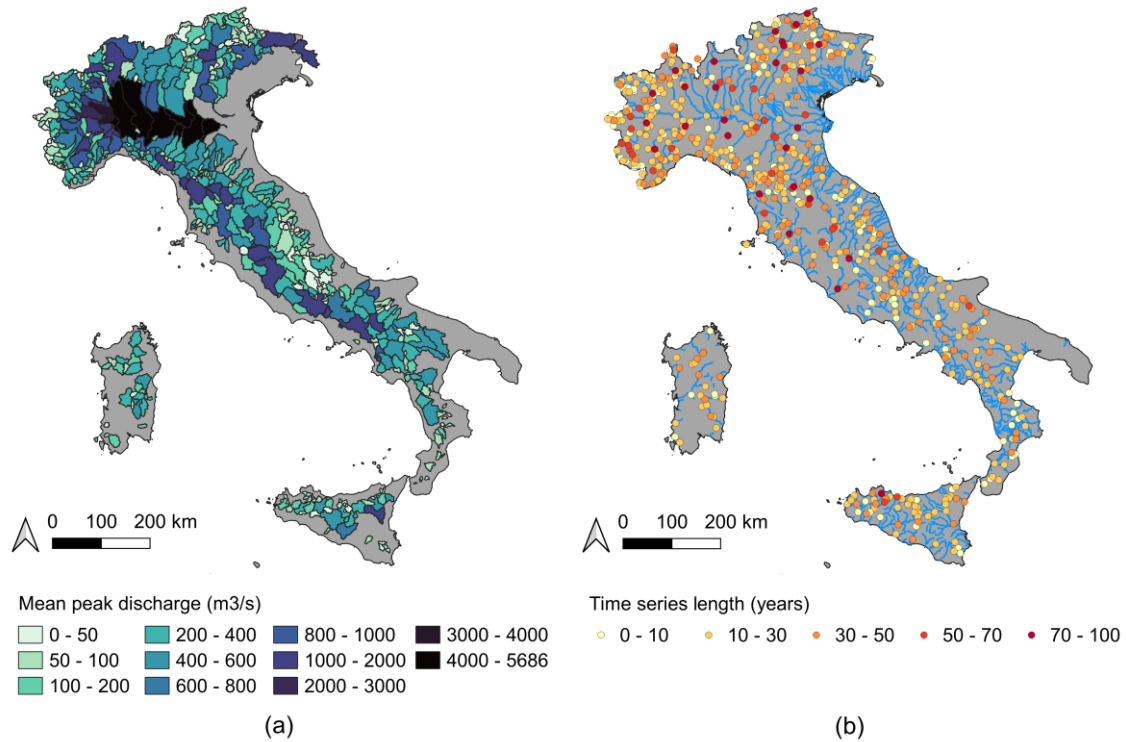 0 100 200 km
0 100 200 km
Mean peak discharge (m3/s)
0 - 50 200 - 400 800 - 1000 3000 - 4000
50 - 100 400 - 600 1000 - 2000 4000 - 5686
100 - 200 600 - 800 2000 - 3000
Time series length (years)
0 - 10 10 - 30 30 - 50 50 - 70 70 - 100
(a)
(b)